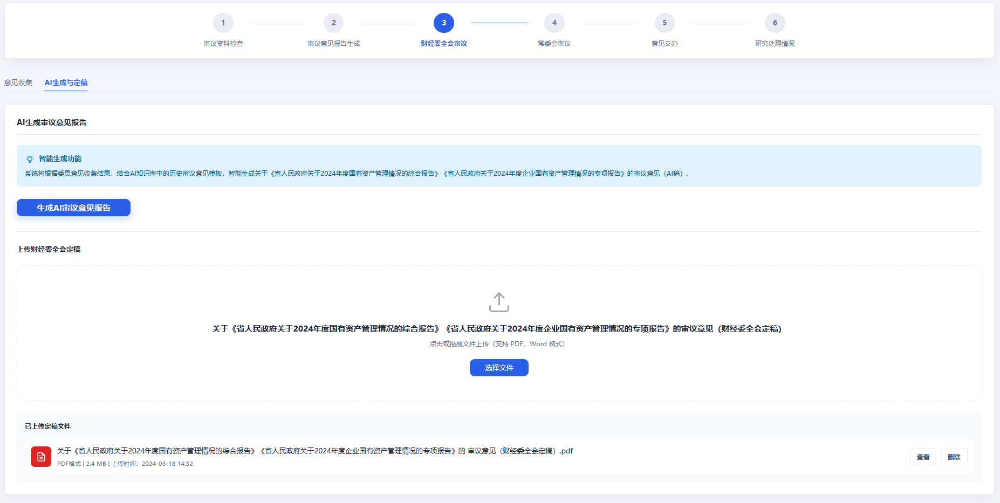 1
2
3
4
5
6
审议资料检查
审议意见报告生成
财经委全会审议
常委会审议
意见交办
研究处理情况
意见收集
AI生成与定稿
AI生成审议意见报告
智能生成功能
系统将根据委员意见收集结果，结合AI知识库中的历史审议意见模板，智能生成关于《省人民政府关于2024年度国有资产管理情况的综合报告》《省人民政府关于2024年度企业国有资产管理情况的专项报告》的审议意见（AI稿）。
生成AI审议意见报告
上传财经委全会定稿
关于《省人民政府关于2024年度国有资产管理情况的综合报告》《省人民政府关于2024年度企业国有资产管理情况的专项报告》的审议意见（财经委全会定稿）
点击或拖拽文件上传（支持 PDF、Word 格式）
选择文件
已上传定稿文件
关于《省人民政府关于2024年度国有资产管理情况的综合报告》《省人民政府关于2024年度企业国有资产管理情况的专项报告》的 审议意见（财经委全会定稿）.pdf
PDF格式 | 2.4 MB | 上传时间：2024-03-18 14:32
查看
删除